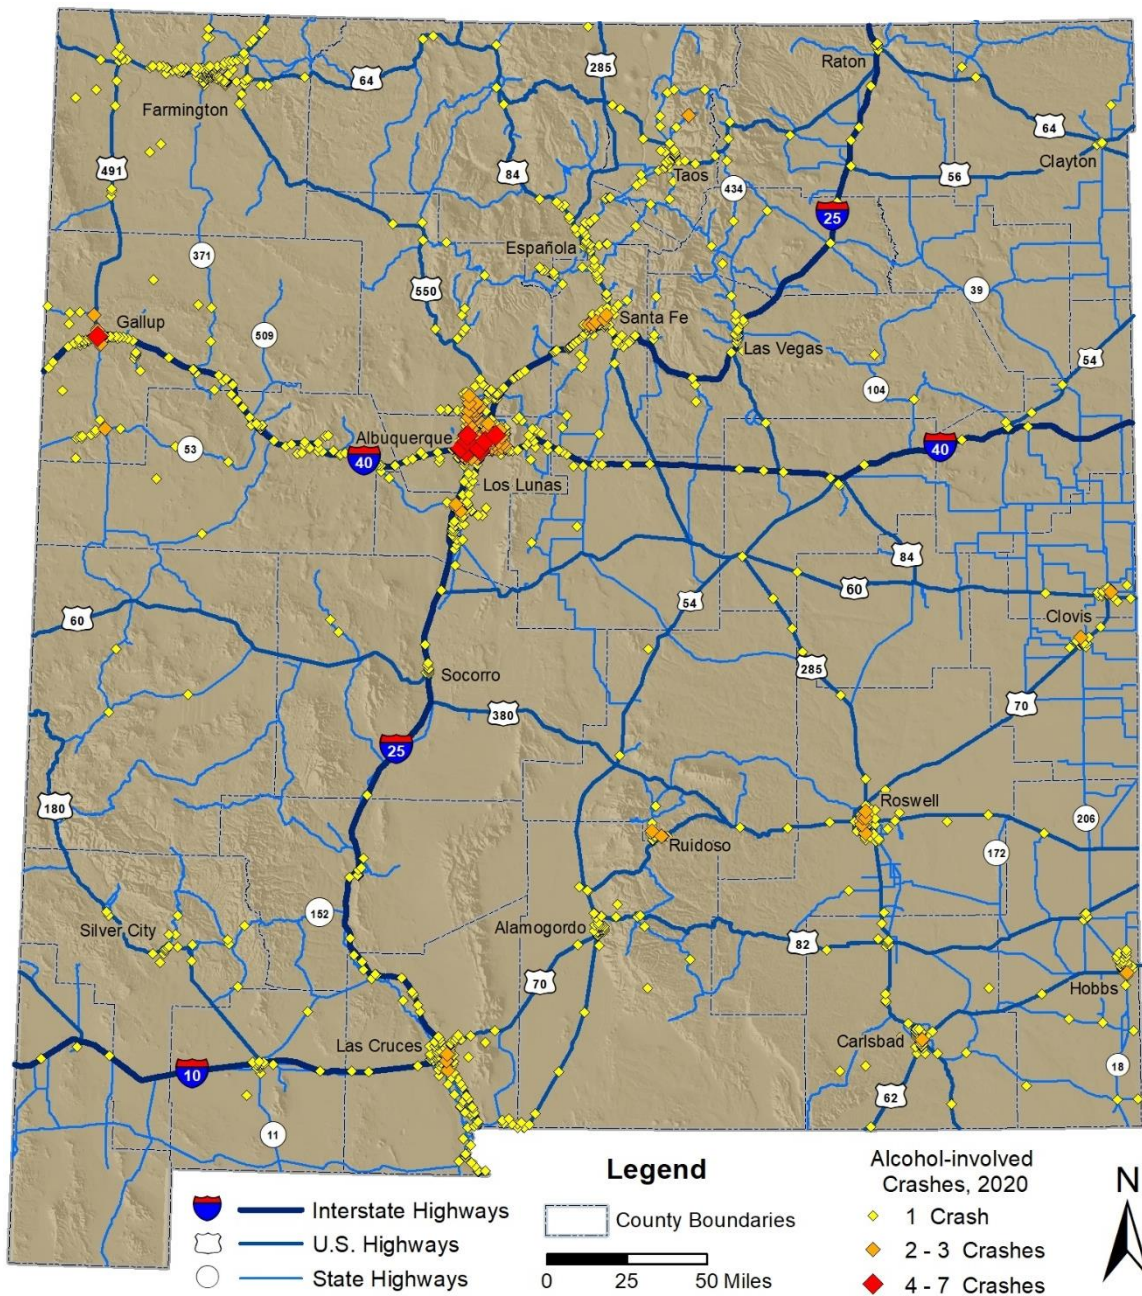 Raton
285
64
Farmington
64
Clayton
491
84
Taos
434
56
25
Española
371
550
39
Gallup
Santa Fe
509
Las Vegas
54
104
Albuquerque
53
40
40
Los Lunas
84
60
54
60
Clovis
285
Socorro
70
380
25
180
Roswell
206
Ruidoso
172
152
Silver City
Alamogordo
82
70
Hobbs
Las Cruces
Carlsbad
10
18
62
11
Legend
Interstate Highways
U.S. Highways
State Highways
County Boundaries
0 25 50 Miles
Alcohol-involved
Crashes, 2020
1 Crash
2 - 3 Crashes
4 - 7 Crashes
N